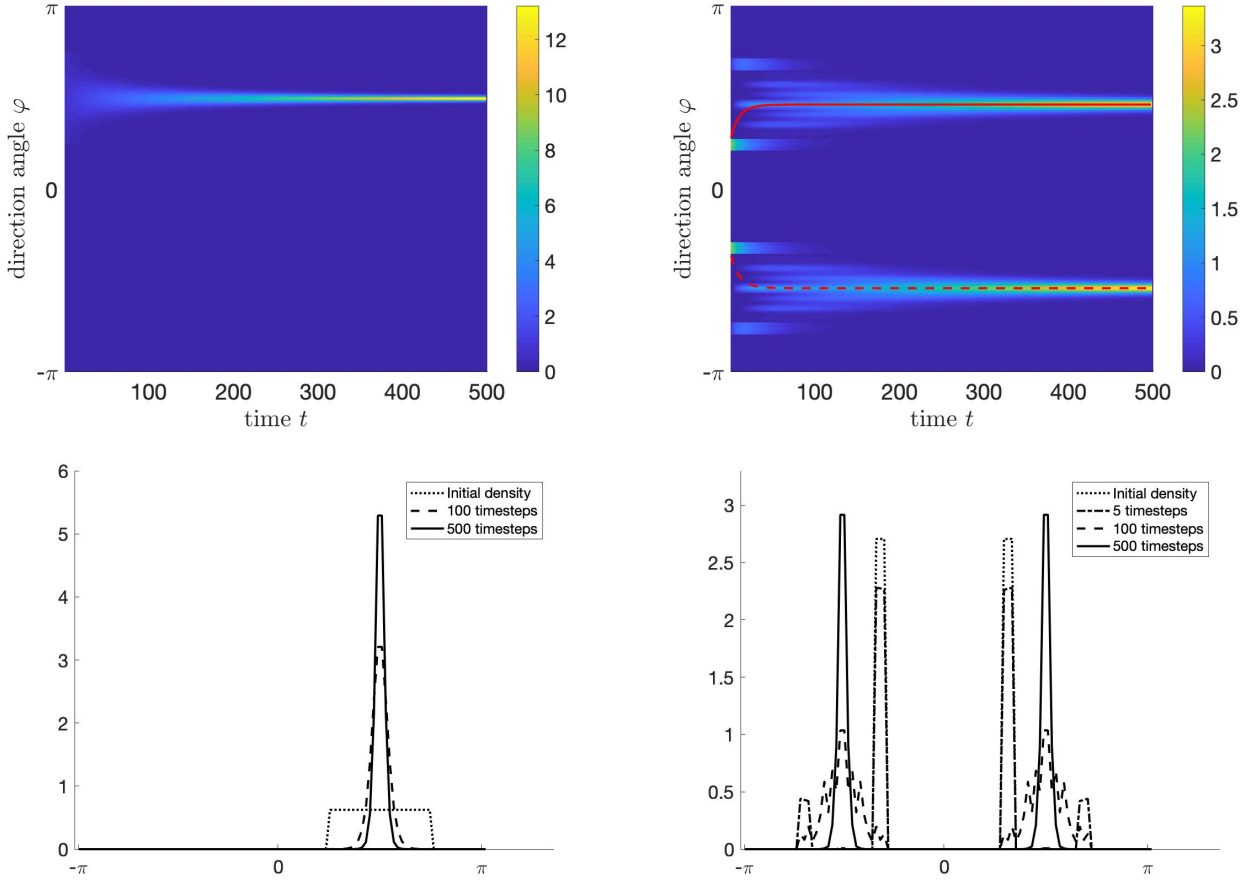 π
0
-π
direction angle φ
100 200 300 400 500
time t
12
10
8
6
4
2
0
π
0
-π
direction angle φ
100 200 300 400 500
time t
3
2.5
2
1.5
1
0.5
0
6
5
4
3
2
1
0
-π 0 π
Initial density
100 timesteps
500 timesteps
3
2.5
2
1.5
1
0.5
0
-π 0 π
Initial density
5 timesteps
100 timesteps
500 timesteps